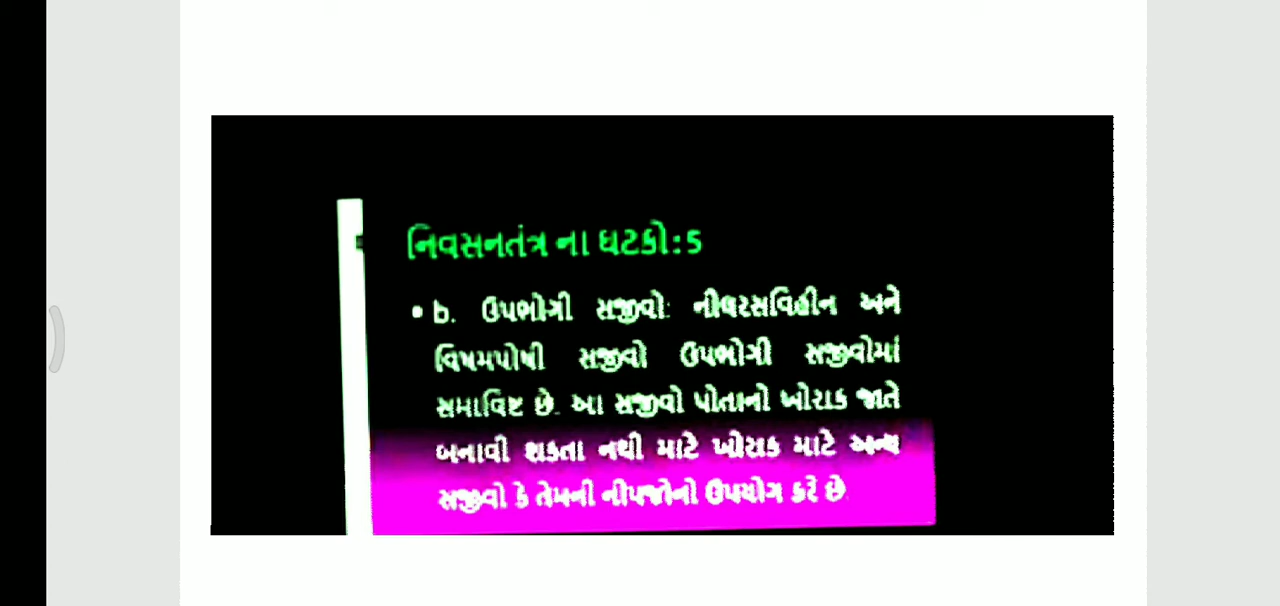 નિવસનતંત્ર ના ઘટકો:5
• b. ઉપભોગી સજીવો: નીલરસવિહીન અને
વિષમપોષી સજીવો ઉપભોગી સજીવોમાં
સમાવિષ્ટ છે. આ સજીવો પોતાનો ખોરાક જાતે
બનાવી શકતા નથી માટે ખોરાક માટે અન્ય
સજીવો કે તેમની નીપજોનો ઉપયોગ કરે છે